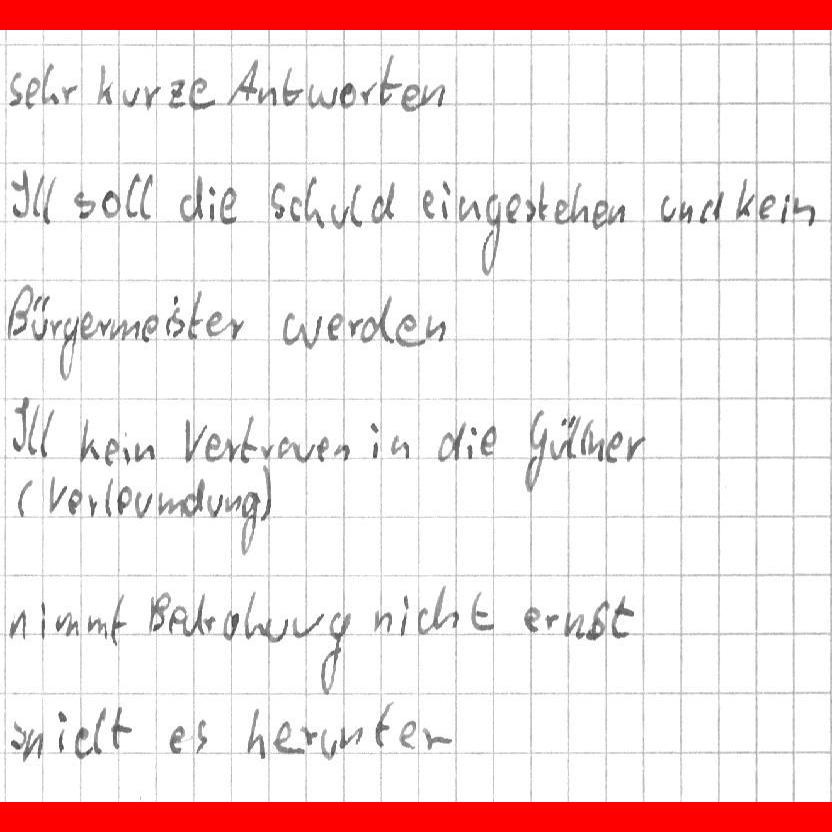 sehr kurze Antworten
Ill soll die Schuld eingestehen und kein
Bürgermeister werden
Ill kein Vertrauen in die Güllner
(Verleumdung)
nimmt Bedrohung nicht ernst
spielt es herunter